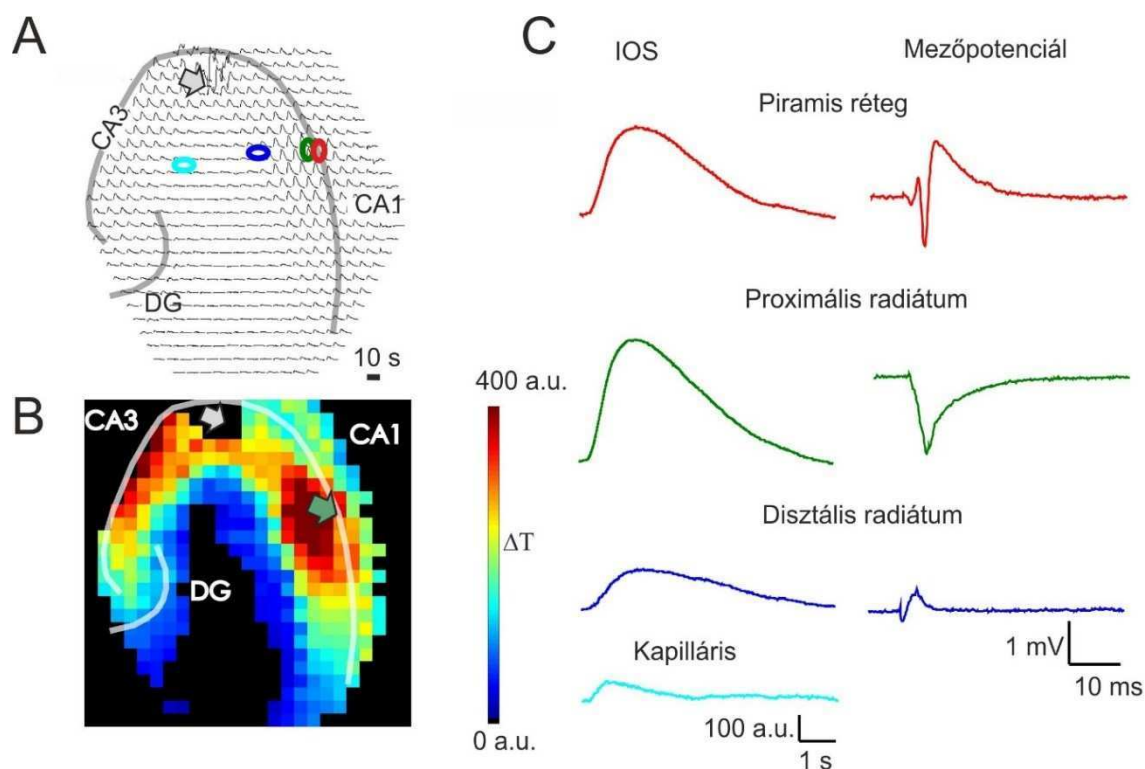 A
CA3
CA1
DG
10 s
B
CA3
CA1
DG
400 a.u.
ΔT
0 a.u.
C
IOS
Mezőpotenciál
Piramis réteg
Proximális radiátum
Disztális radiátum
Kapilláris
1 mV
10 ms
100 a.u.
1 s